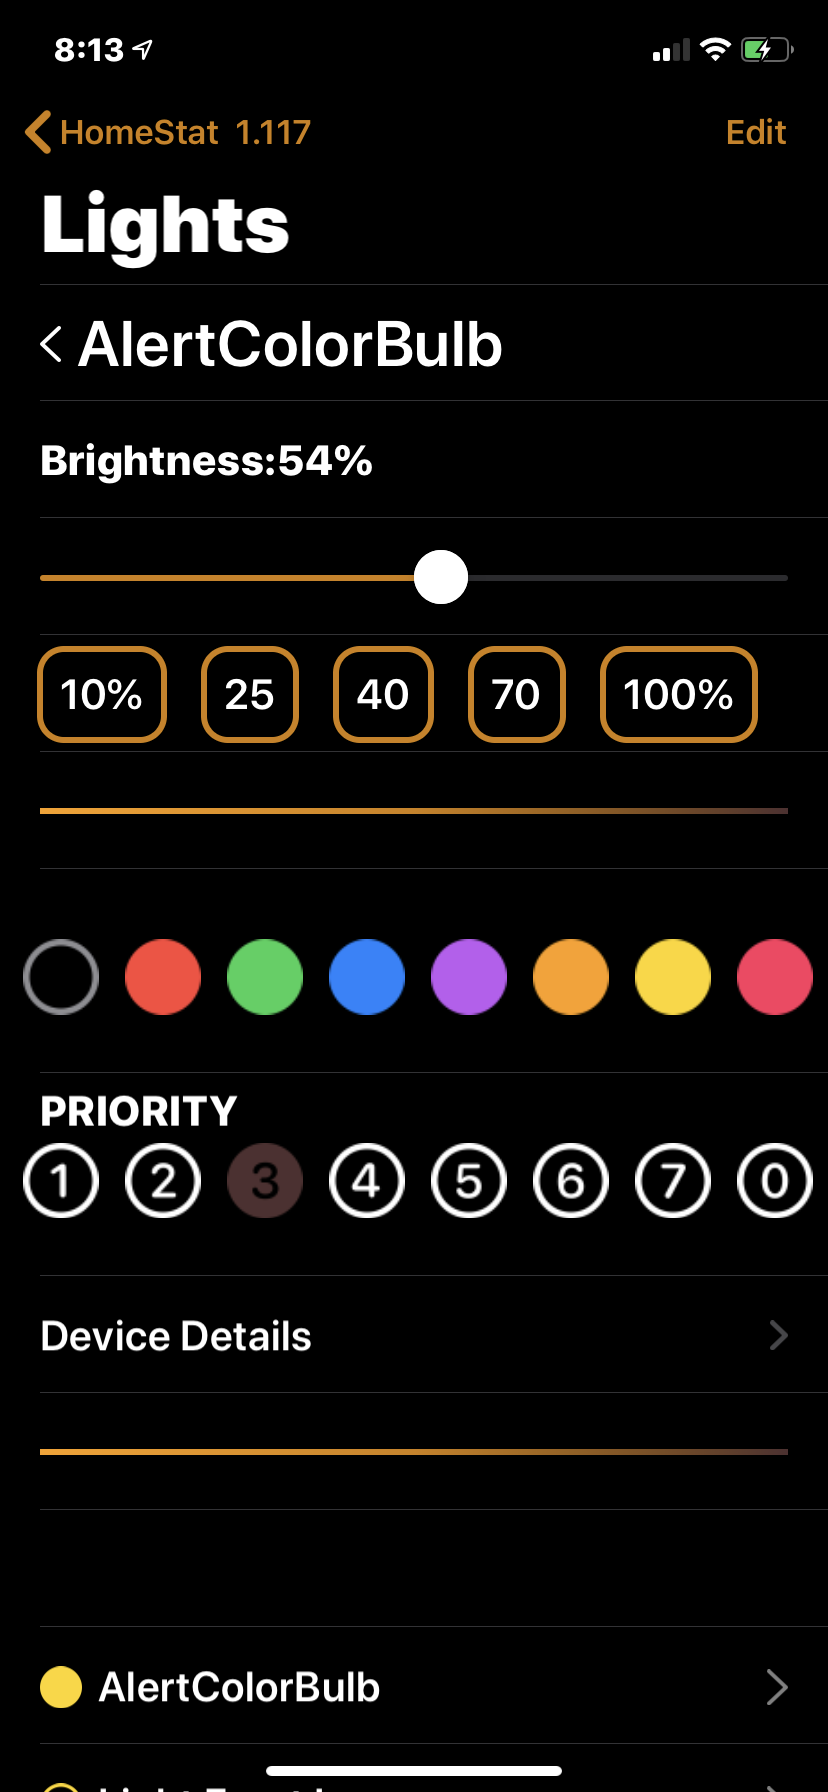 8:13
HomeStat 1.117
Edit
Lights
AlertColorBulb
Brightness:54%
10% 25 40 70 100%
PRIORITY
1 2 3 4 5 6 7 0
Device Details
AlertColorBulb